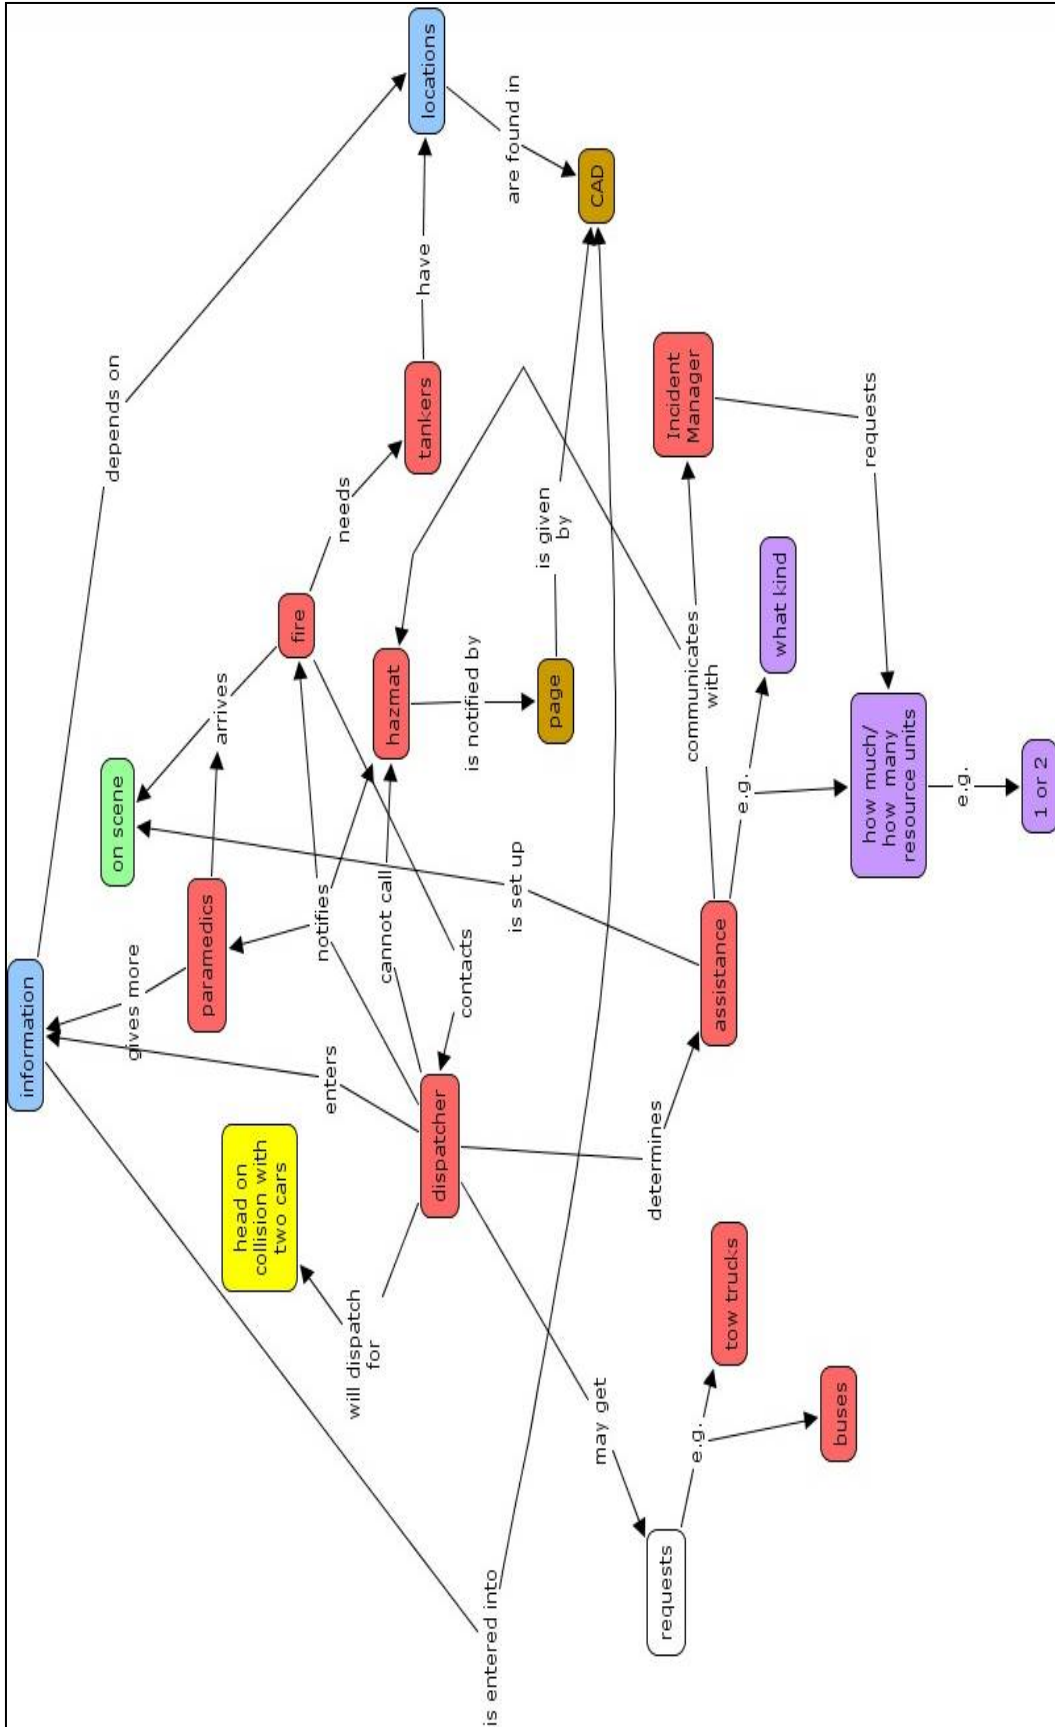 information
depends on
on scene
gives more
paramedics
arrives
head on
collision with
two cars
fire
notifies
enters
needs
will dispatch
for
cannot call
hazmat
tankers
have
locations
dispatcher
contacts
is notified by
is entered into
is set up
are found in
is given
by
page
CAD
may get
determines
requests
Incident
Manager
communicates
with
e.g.
assistance
tow trucks
e.g.
what kind
buses
requests
how much/
how many
resource units
e.g.
1 or 2